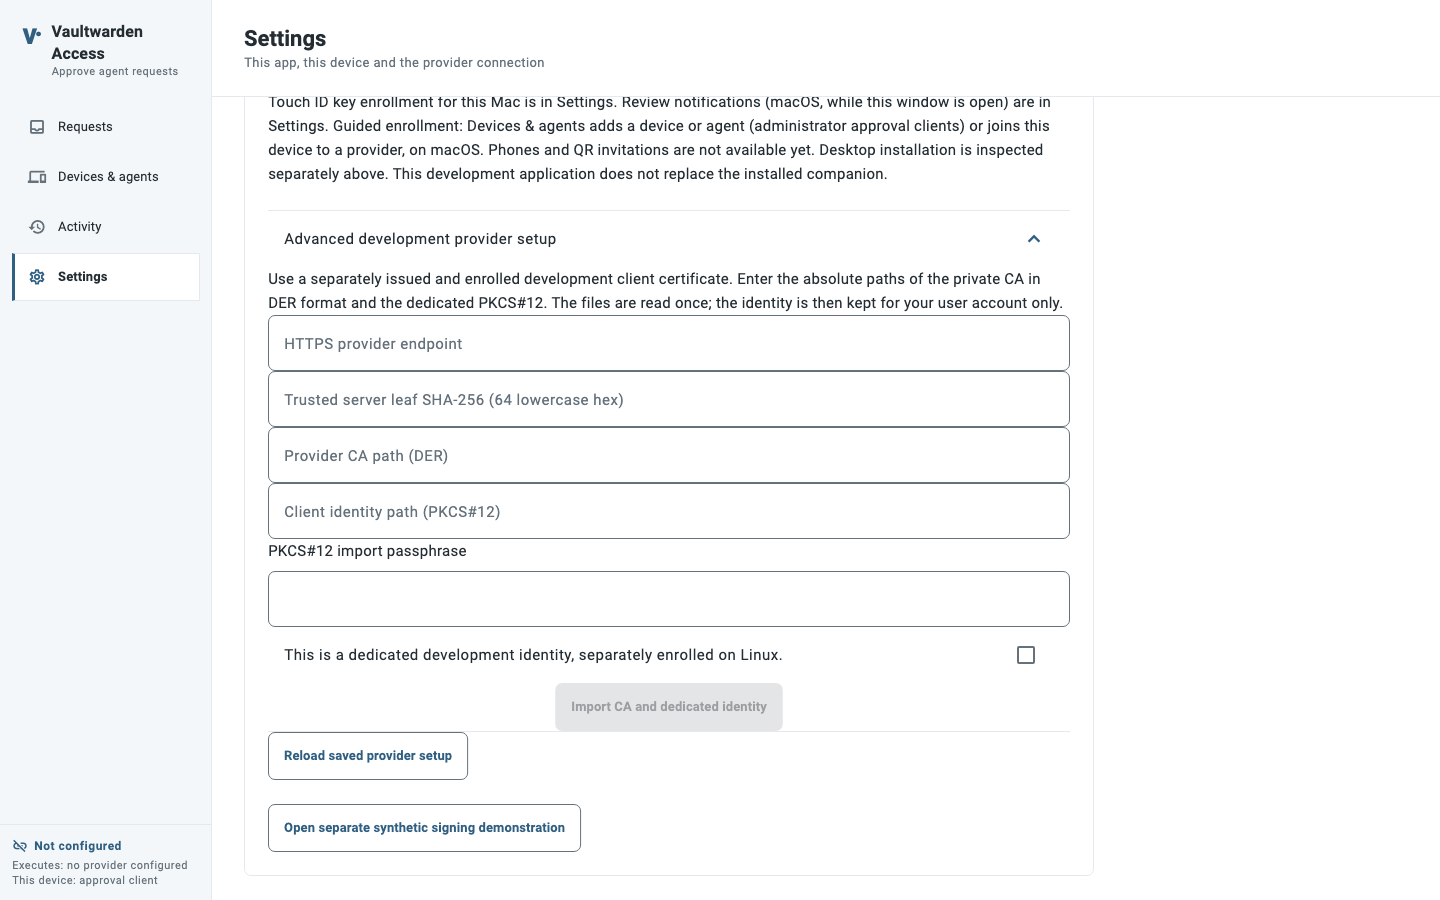 Vaultwarden
Access
Approve agent requests
Requests
Devices & agents
Activity
Settings
Not configured
Executes: no provider configured
This device: approval client
Settings
This app, this device and the provider connection
Touch ID key enrollment for this Mac is in Settings. Review notifications (macOS, while this window is open) are in
Settings. Guided enrollment: Devices & agents adds a device or agent (administrator approval clients) or joins this
device to a provider, on macOS. Phones and QR invitations are not available yet. Desktop installation is inspected
separately above. This development application does not replace the installed companion.
Advanced development provider setup
Use a separately issued and enrolled development client certificate. Enter the absolute paths of the private CA in
DER format and the dedicated PKCS#12. The files are read once; the identity is then kept for your user account only.
HTTPS provider endpoint
Trusted server leaf SHA-256 (64 lowercase hex)
Provider CA path (DER)
Client identity path (PKCS#12)
PKCS#12 import passphrase
This is a dedicated development identity, separately enrolled on Linux.
Import CA and dedicated identity
Reload saved provider setup
Open separate synthetic signing demonstration